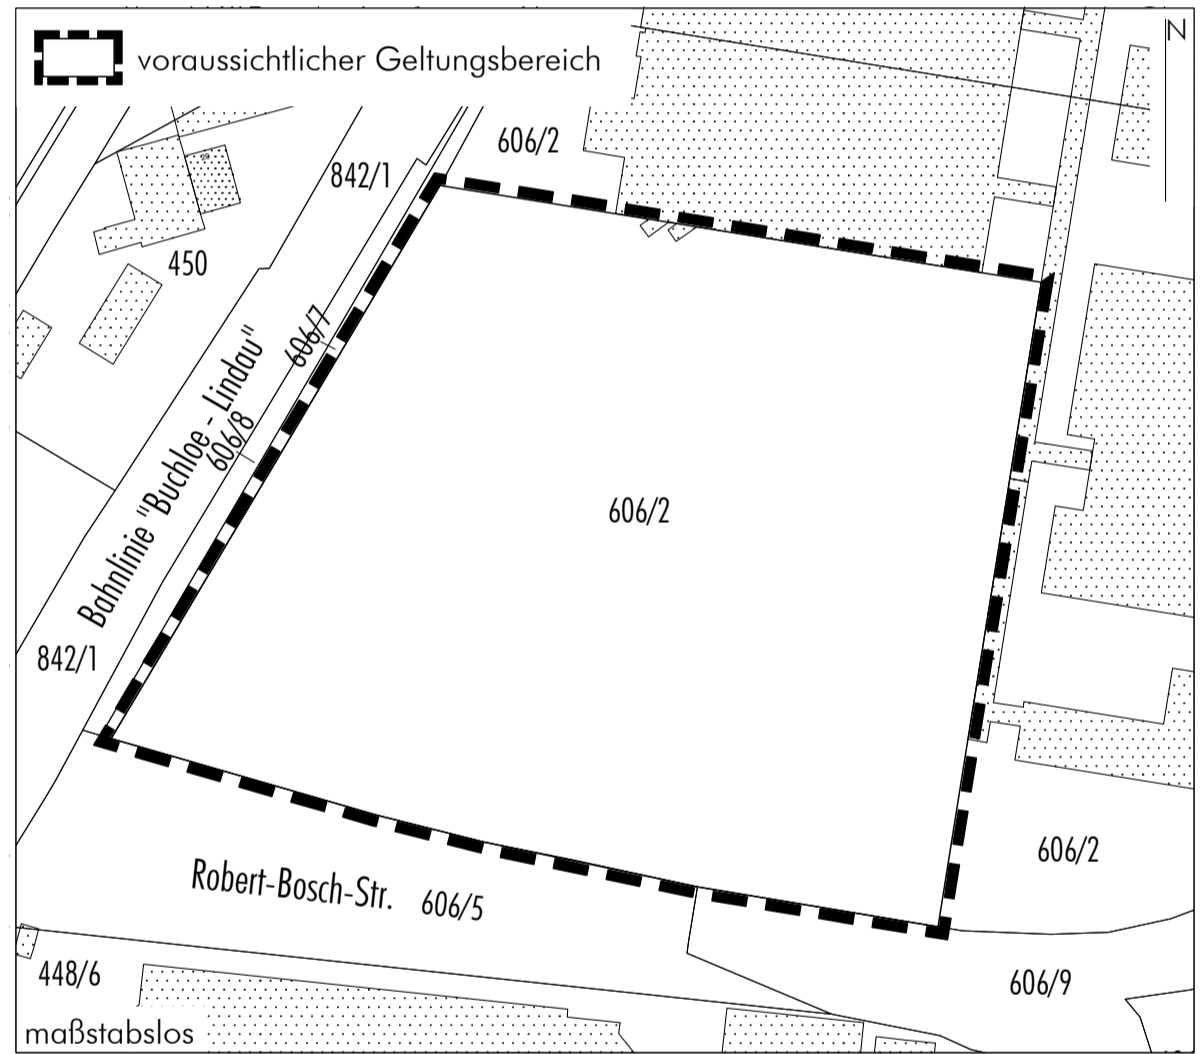 N
voraussichtlicher Geltungsbereich
606/2
29
842/1
450
606/7
Bahnlinie "Buchloe - Lindau"
606/8
606/2
842/1
606/2
Robert-Bosch-Str.
606/5
448/6
606/9
maßstabslos